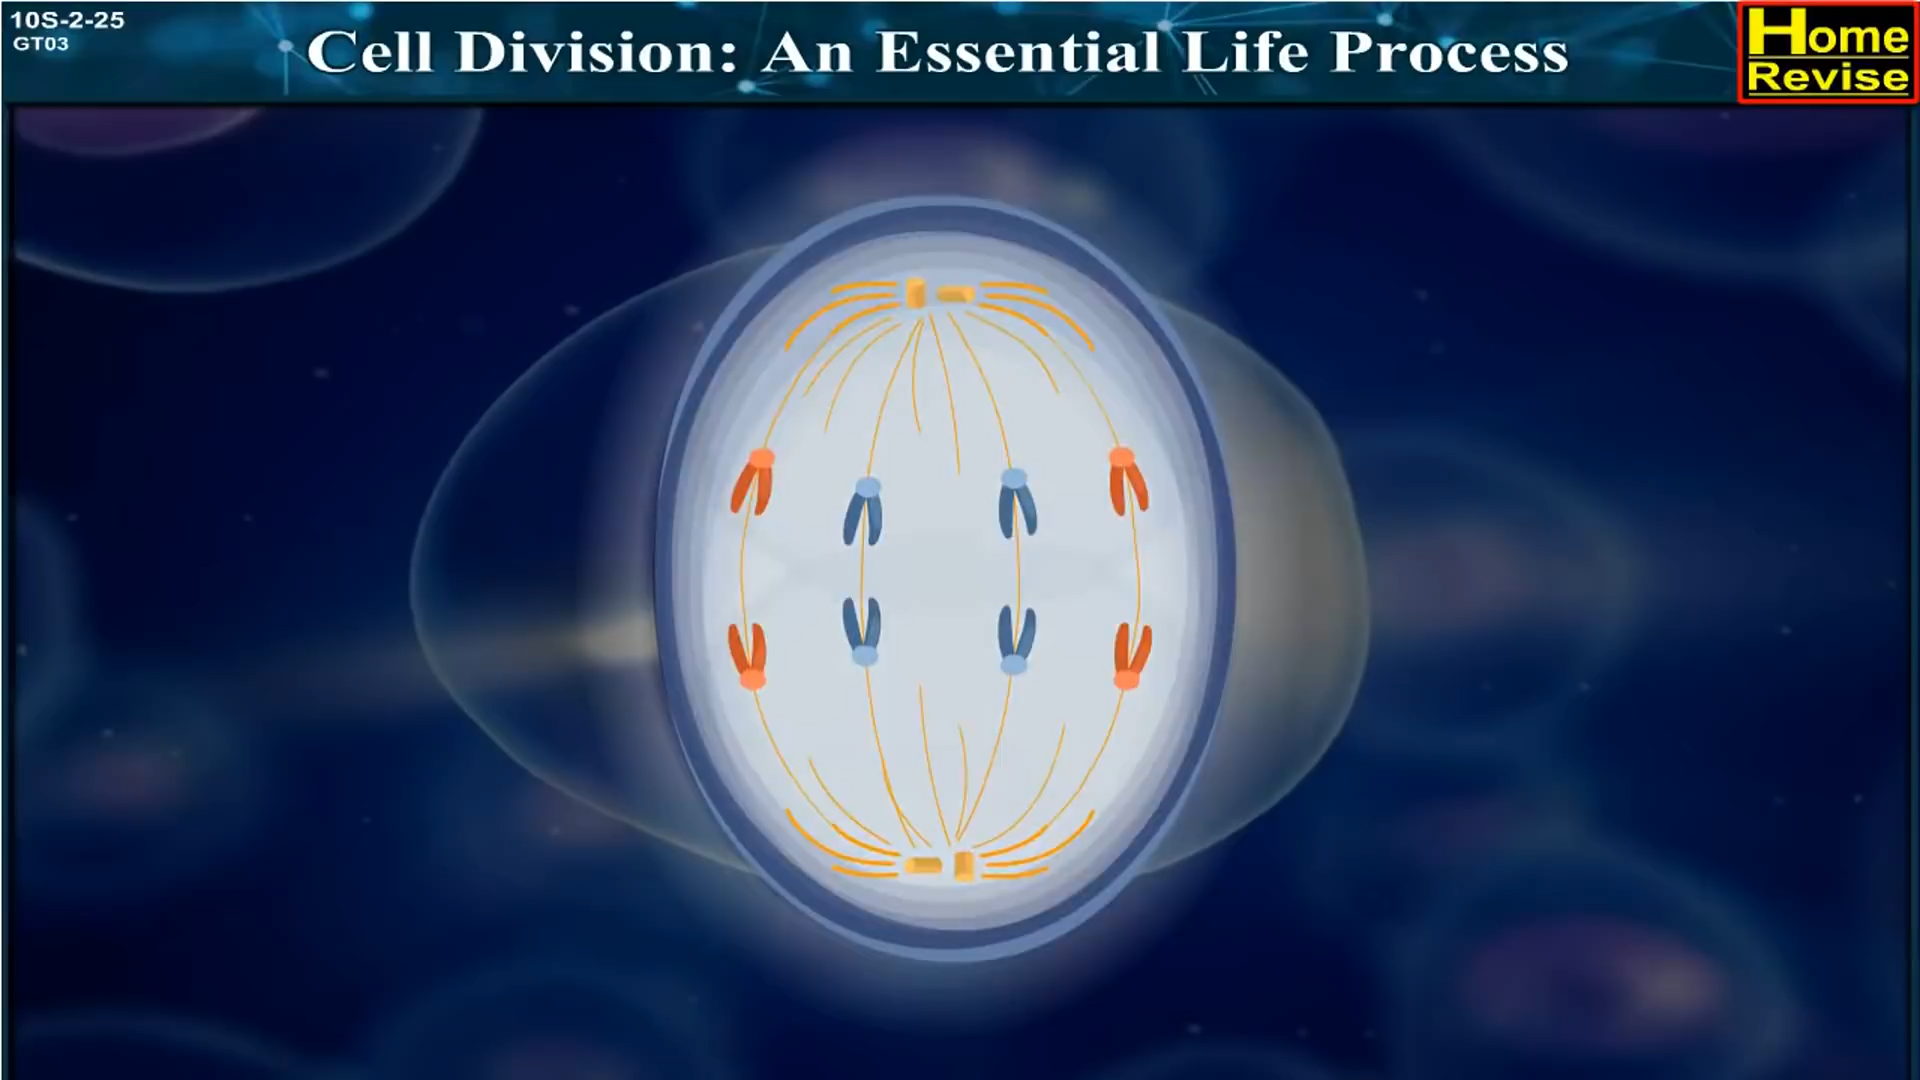 10S-2-25
GT03
Cell Division: An Essential Life Process
Home
Revise